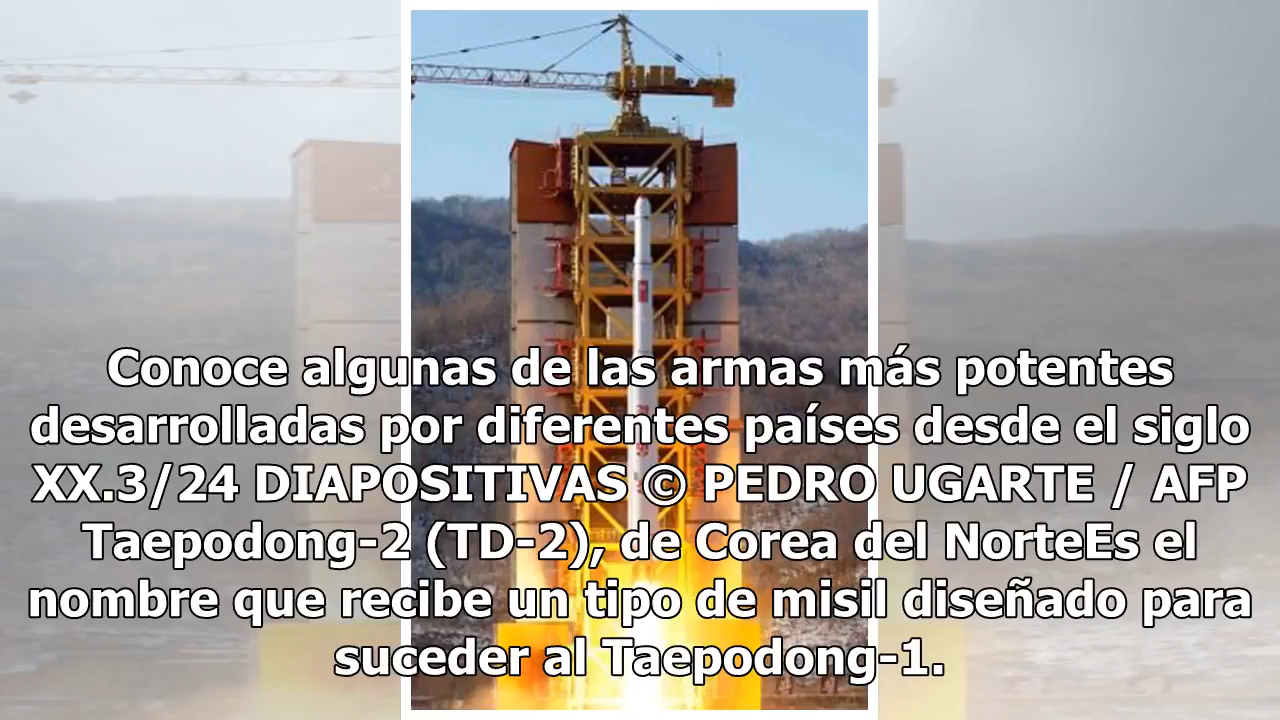 Conoce algunas de las armas más potentes
desarrolladas por diferentes países desde el siglo
XX.3/24 DIAPOSITIVAS © PEDRO UGARTE / AFP
Taepodong-2 (TD-2), de Corea del NorteEs el
nombre que recibe un tipo de misil diseñado para
suceder al Taepodong-1.